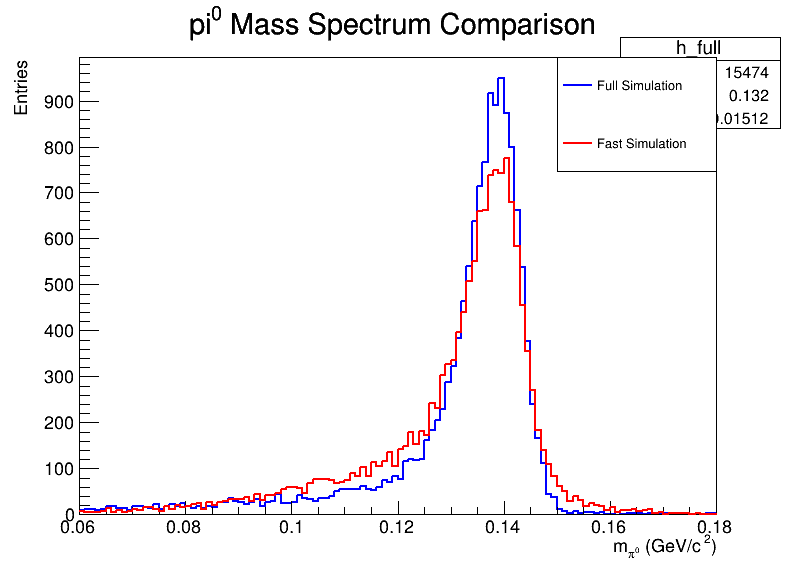 pi⁰ Mass Spectrum Comparison
h_full
15474
0.132
0.01512
Full Simulation
Fast Simulation
Entries
900
800
700
600
500
400
300
200
100
0
0.06 0.08 0.1 0.12 0.14 0.16 0.18
m_π⁰ (GeV/c²)